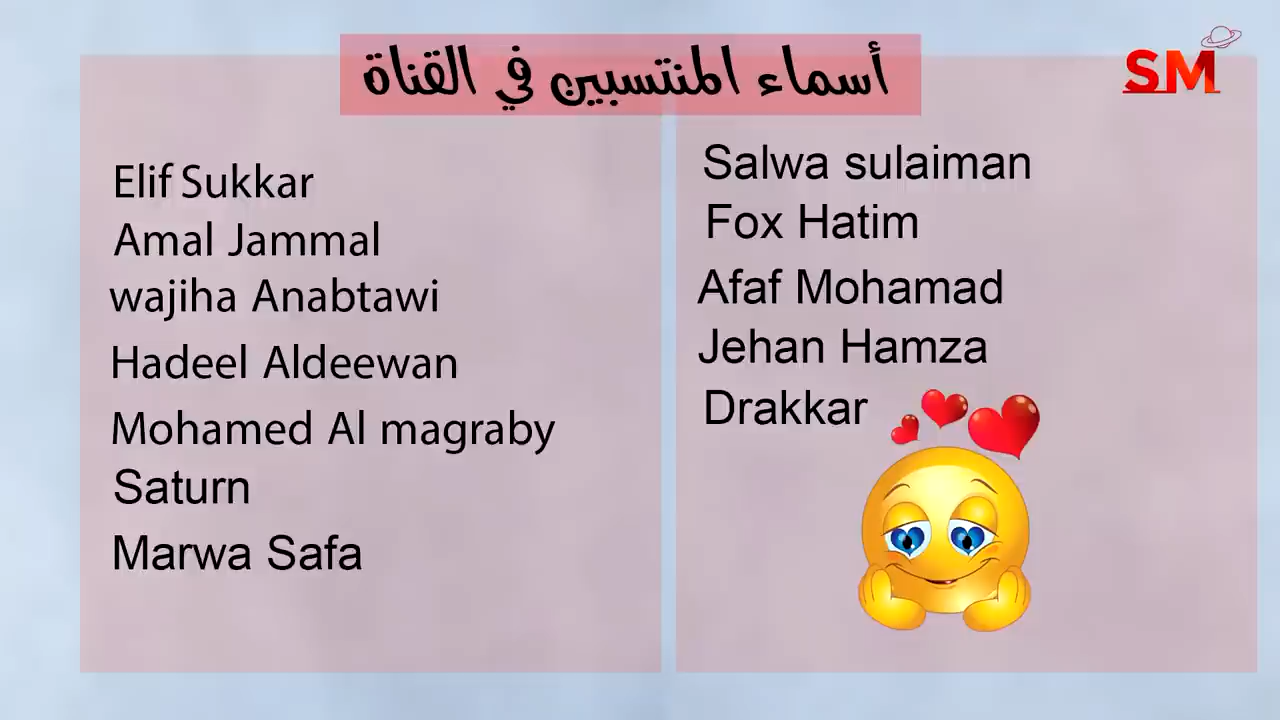 أسماء المنتسبين في القناة
SM
Elif Sukkar
Amal Jammal
wajiha Anabtawi
Hadeel Aldeewan
Mohamed Al magraby
Saturn
Marwa Safa
Salwa sulaiman
Fox Hatim
Afaf Mohamad
Jehan Hamza
Drakkar